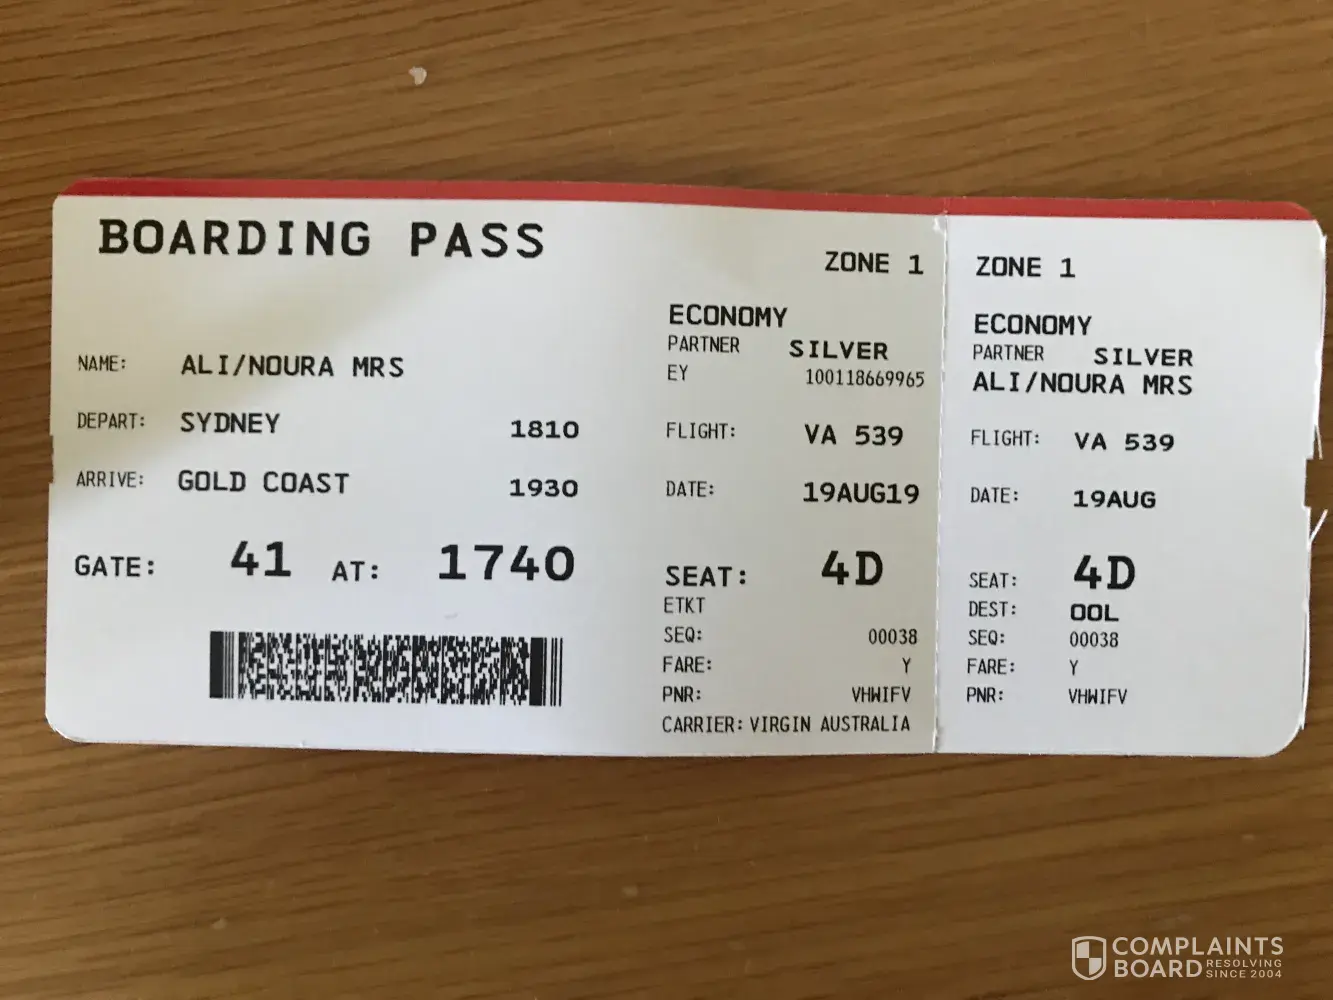 BOARDING PASS
ZONE 1
NAME: ALI/NOURA MRS
DEPART: SYDNEY 1810
ARRIVE: GOLD COAST 1930
GATE: 41 AT: 1740
ECONOMY
PARTNER SILVER
EY 100118669965
FLIGHT: VA 539
DATE: 19AUG19
SEAT: 4D
ETKT
SEQ: 00038
FARE: Y
PNR: VHWIFV
CARRIER: VIRGIN AUSTRALIA
ZONE 1
ECONOMY
PARTNER SILVER
ALI/NOURA MRS
FLIGHT: VA 539
DATE: 19AUG
SEAT: 4D
DEST: OOL
SEQ: 00038
FARE: Y
PNR: VHWIFV
COMPLAINTS
BOARD RESOLVING
SINCE 2004